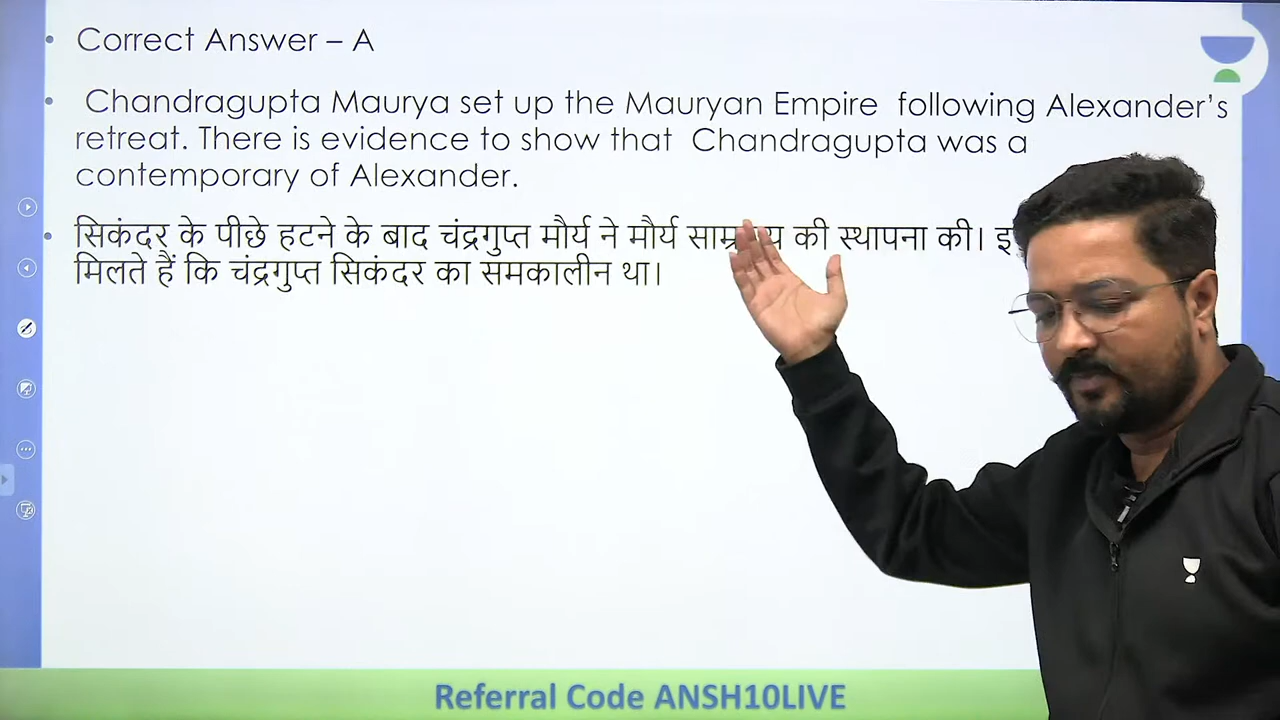 Correct Answer – A
Chandragupta Maurya set up the Mauryan Empire following Alexander's
retreat. There is evidence to show that Chandragupta was a
contemporary of Alexander.
सिकंदर के पीछे हटने के बाद चंद्रगुप्त मौर्य ने मौर्य की स्थापना की।
मिलते हैं कि चंद्रगुप्त सिकंदर का समकालीन था।
Referral Code ANSH10LIVE